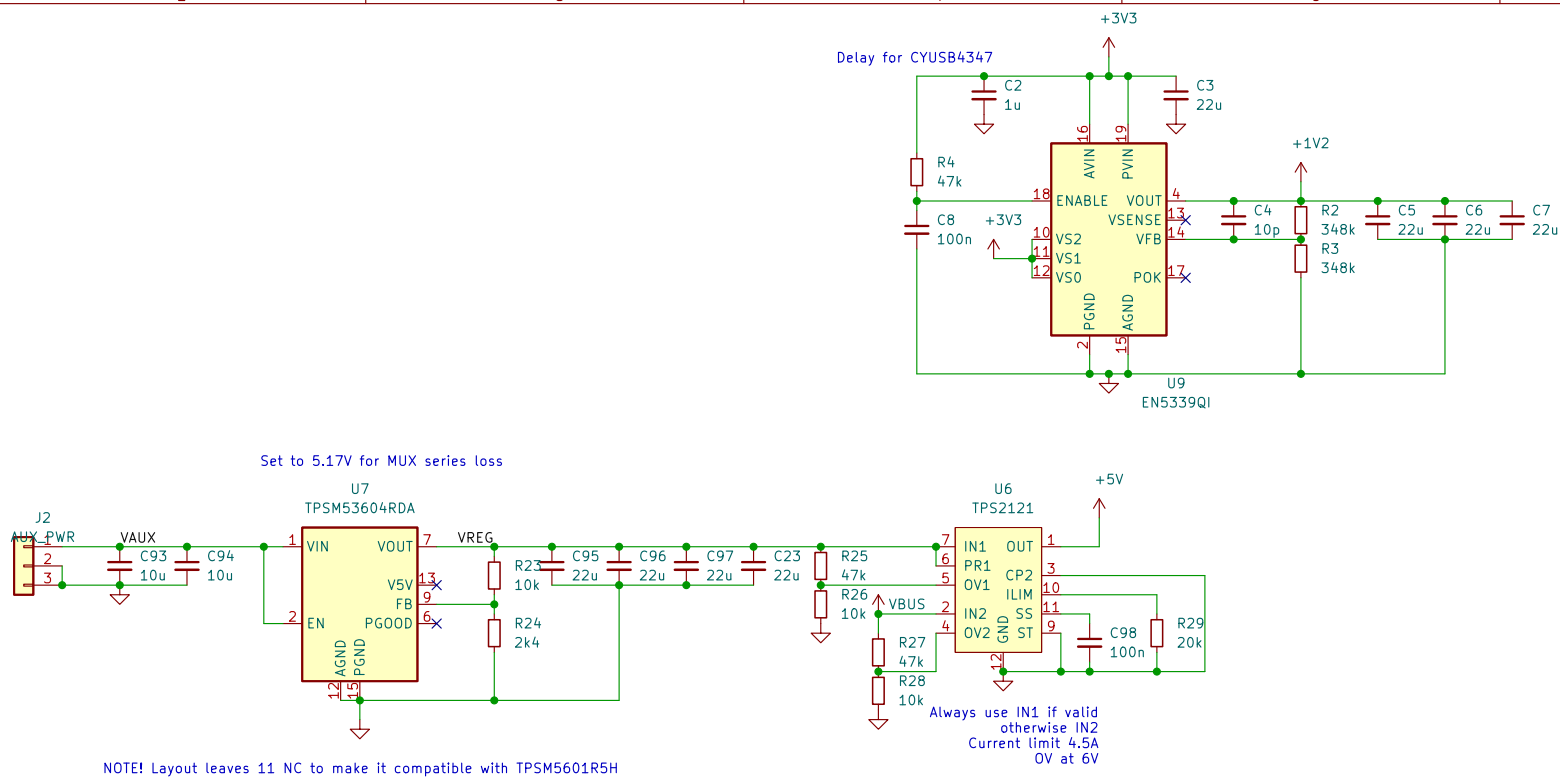 +3V3
Delay for CYUSB4347
C2
1u
C3
22u
16
19
AVIN
PVIN
+1V2
R4
47k
18
ENABLE
VOUT
4
VSENSE
13
C8
100n
+3V3
10
VS2
VFB
14
11
VS1
12
VS0
POK
17
C4
10p
R2
348k
R3
348k
C5
22u
C6
22u
C7
22u
PGND
AGND
2
15
U9
EN5339QI
Set to 5.17V for MUX series loss
U7
TPSM53604RDA
J2
AUX_PWR
1
2
3
VAUX
C93
10u
C94
10u
1
VIN
VOUT
7
V5V
13
FB
9
2
EN
PGOOD
6
AGND
PGND
12
15
VREG
R23
10k
R24
2k4
C95
22u
C96
22u
C97
22u
C23
22u
R25
47k
R26
10k
VBUS
R27
47k
R28
10k
U6
TPS2121
+5V
7
IN1
OUT
1
6
PR1
5
OV1
CP2
3
ILIM
10
2
IN2
SS
11
4
OV2
ST
9
GND
12
C98
100n
R29
20k
Always use IN1 if valid
otherwise IN2
Current limit 4.5A
OV at 6V
NOTE! Layout leaves 11 NC to make it compatible with TPSM5601R5H